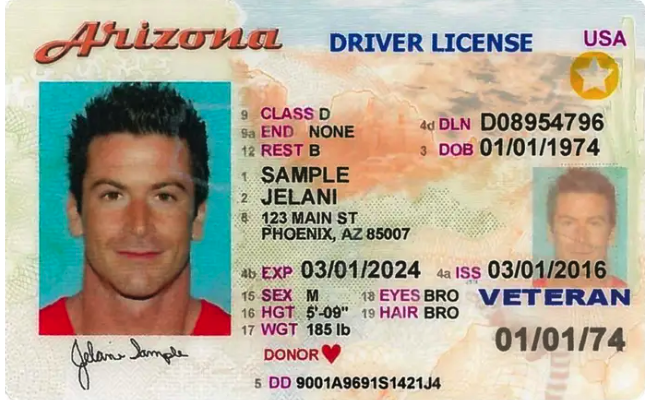 Arizona DRIVER LICENSE USA
9 CLASS D
9a END NONE 4d DLN D08954796
12 REST B 3 DOB 01/01/1974
1 SAMPLE
2 JELANI
8 123 MAIN ST
PHOENIX, AZ 85007
4b EXP 03/01/2024 4a ISS 03/01/2016
15 SEX M 18 EYES BRO VETERAN
16 HGT 5'-09" 19 HAIR BRO
17 WGT 185 lb 01/01/74
DONOR
Jelani Sample
5 DD 9001A9691S1421J4